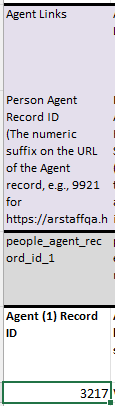 Agent Links
Person Agent
Record ID
(The numeric
suffix on the URL
of the Agent
record, e.g., 9921
for
https://arstaffqa.h
people_agent_rec
ord_id_1
Agent (1) Record
ID
3217